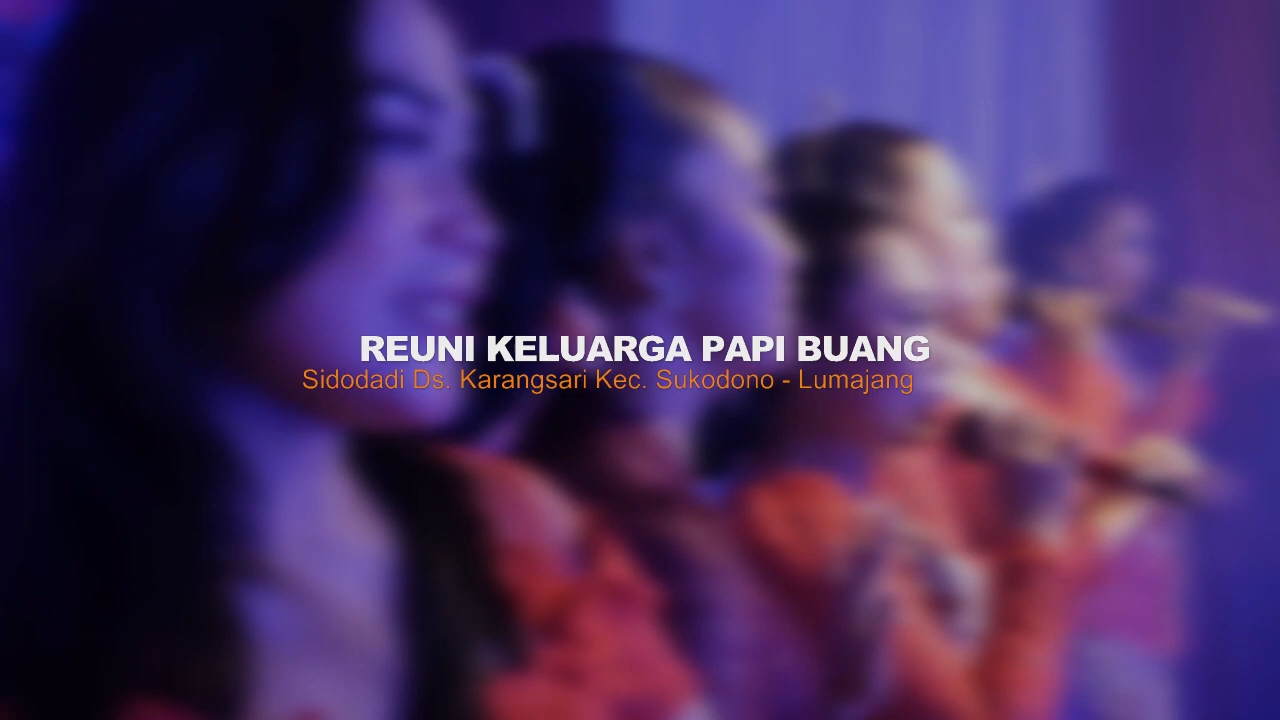 REUNI KELUARGA PAPI BUANG
Sidodadi Ds. Karangsari Kec. Sukodono - Lumajang